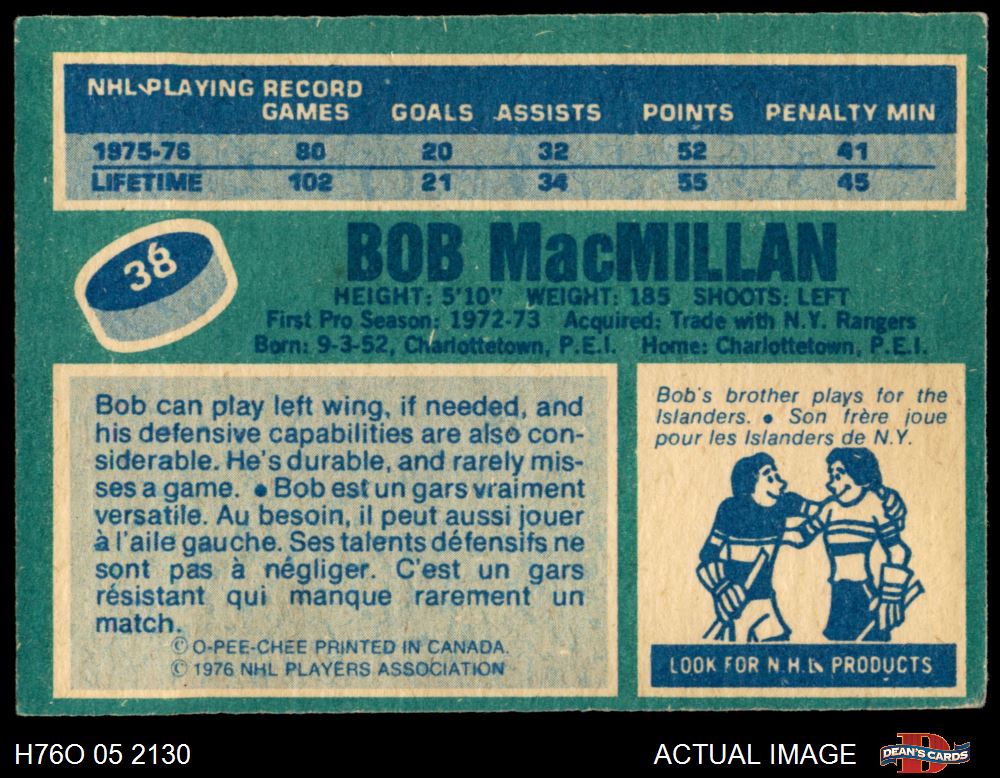 NHL PLAYING RECORD
GAMES GOALS ASSISTS POINTS PENALTY MIN
1975-76 80 20 32 52 41
LIFETIME 102 21 34 55 45
38
BOB MacMILLAN
HEIGHT: 5'10" WEIGHT: 185 SHOOTS: LEFT
First Pro Season: 1972-73 Acquired: Trade with N.Y. Rangers
Born: 9-3-52, Charlottetown, P.E.I. Home: Charlottetown, P.E.I.
Bob can play left wing, if needed, and
his defensive capabilities are also con-
siderable. He's durable, and rarely mis-
ses a game. ● Bob est un gars vraiment
versatile. Au besoin, il peut aussi jouer
à l'aile gauche. Ses talents défensifs ne
sont pas à négliger. C'est un gars
résistant qui manque rarement un
match.
© O-PEE-CHEE PRINTED IN CANADA.
© 1976 NHL PLAYERS ASSOCIATION
Bob's brother plays for the
Islanders. ● Son frère joue
pour les Islanders de N.Y.
LOOK FOR N.H.L. PRODUCTS
H76O 05 2130
ACTUAL IMAGE
D
DEAN'S CARDS